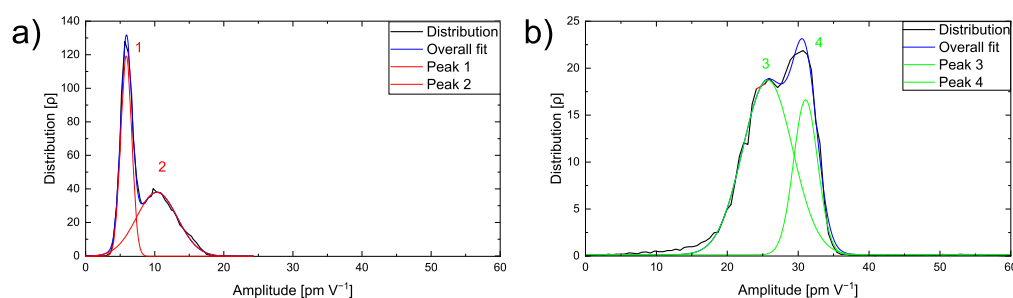 a)
140
120
100
80
60
40
20
0
Distribution [ρ]
0 10 20 30 40 50 60
Amplitude [pm V⁻¹]
1
2
Distribution
Overall fit
Peak 1
Peak 2
b)
25
20
15
10
5
0
Distribution [ρ]
0 10 20 30 40 50 60
Amplitude [pm V⁻¹]
3
4
Distribution
Overall fit
Peak 3
Peak 4